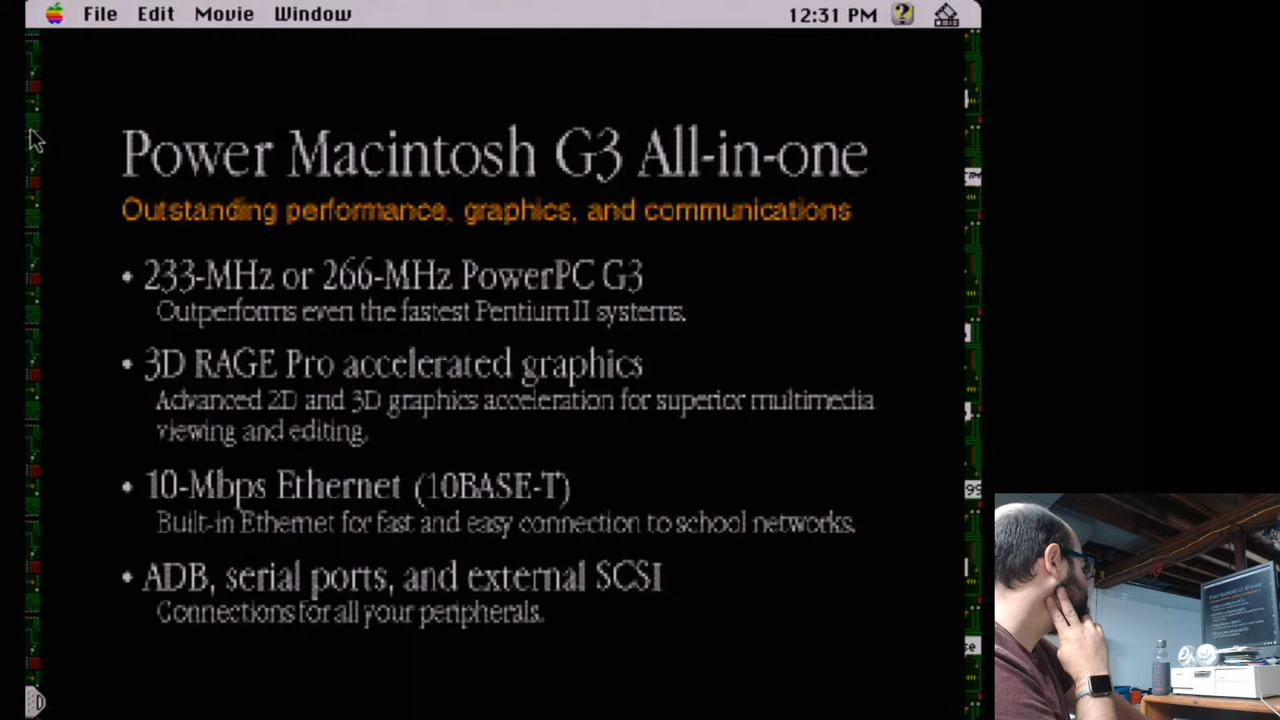 File Edit Movie Window 12:31 PM
Power Macintosh G3 All-in-one
Outstanding performance, graphics, and communications
• 233-MHz or 266-MHz PowerPC G3
Outperforms even the fastest Pentium II systems.
• 3D RAGE Pro accelerated graphics
Advanced 2D and 3D graphics acceleration for superior multimedia
viewing and editing.
• 10-Mbps Ethernet (10BASE-T)
Built-in Ethernet for fast and easy connection to school networks.
• ADB, serial ports, and external SCSI
Connections for all your peripherals.